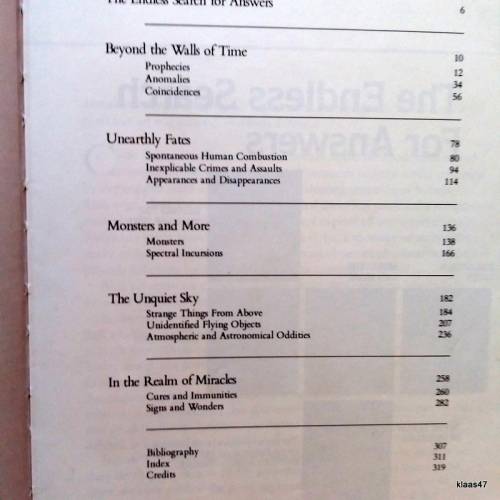 The Endless Search for Answers 6
Beyond the Walls of Time 10
Prophecies 12
Anomalies 34
Coincidences 56
Unearthly Fates 78
Spontaneous Human Combustion 80
Inexplicable Crimes and Assaults 94
Appearances and Disappearances 114
Monsters and More 136
Monsters 138
Spectral Incursions 166
The Unquiet Sky 182
Strange Things From Above 184
Unidentified Flying Objects 207
Atmospheric and Astronomical Oddities 236
In the Realm of Miracles 258
Cures and Immunities 260
Signs and Wonders 282
Bibliography 307
Index 311
Credits 319
klaas47